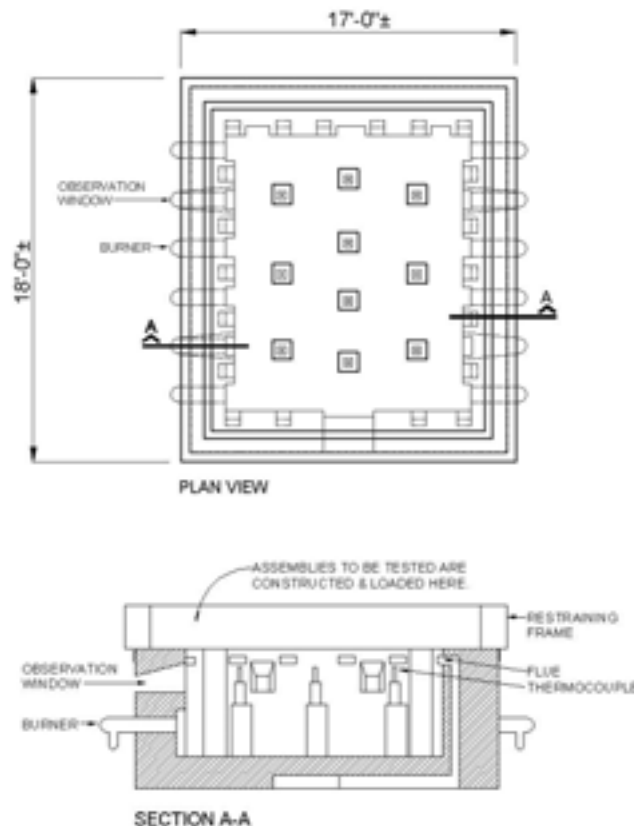 17'-0"±
18'-0"±
OBSERVATION
WINDOW
BURNER
A
A
PLAN VIEW
ASSEMBLIES TO BE TESTED ARE
CONSTRUCTED & LOADED HERE.
RESTRAINING
FRAME
OBSERVATION
WINDOW
FLUE
THERMOCOUPLE
BURNER
SECTION A-A